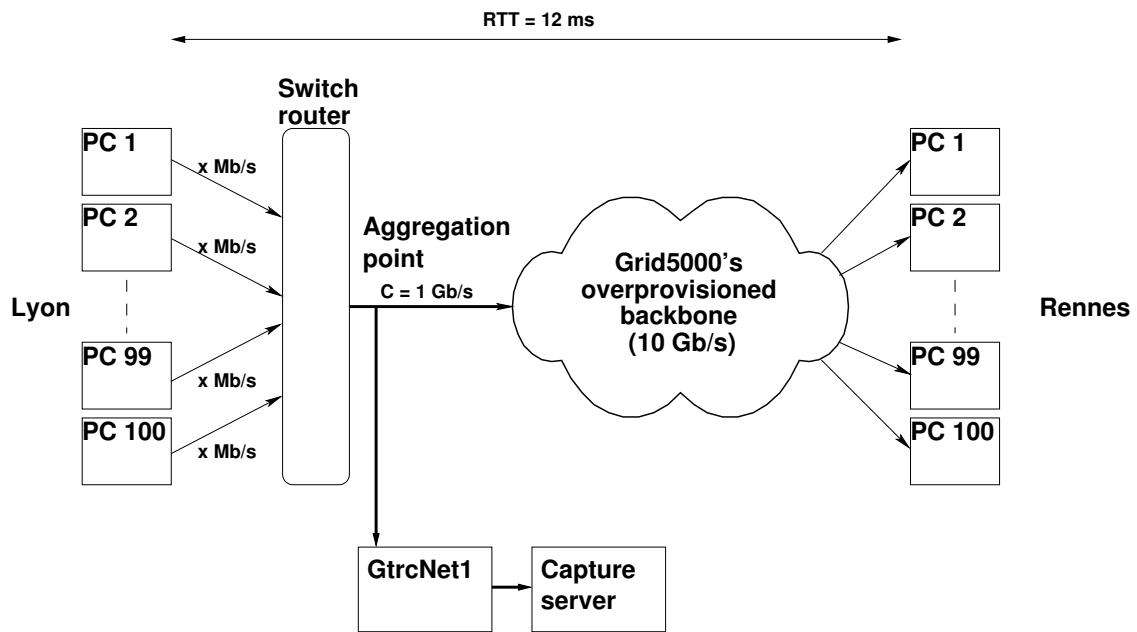 RTT = 12 ms
Switch
router
PC 1
x Mb/s
PC 2
x Mb/s
Lyon
PC 99
x Mb/s
PC 100
x Mb/s
Aggregation
point
C = 1 Gb/s
Grid5000's
overprovisioned
backbone
(10 Gb/s)
PC 1
PC 2
Rennes
PC 99
PC 100
GtrcNet1
Capture
server